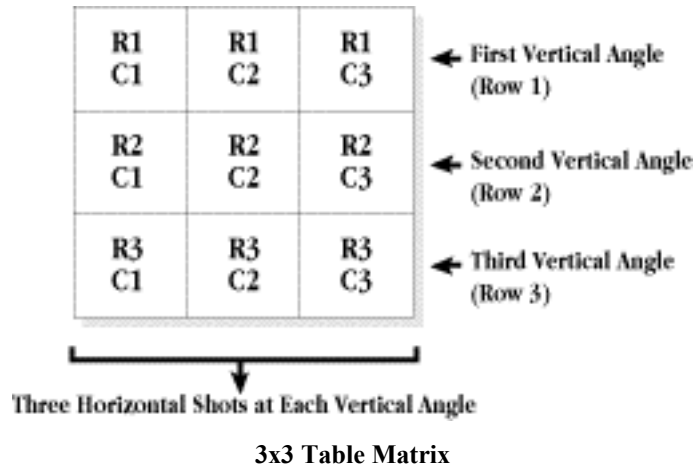 R1 R1 R1
C1 C2 C3
First Vertical Angle
(Row 1)
R2 R2 R2
C1 C2 C3
Second Vertical Angle
(Row 2)
R3 R3 R3
C1 C2 C3
Third Vertical Angle
(Row 3)
Three Horizontal Shots at Each Vertical Angle
3x3 Table Matrix